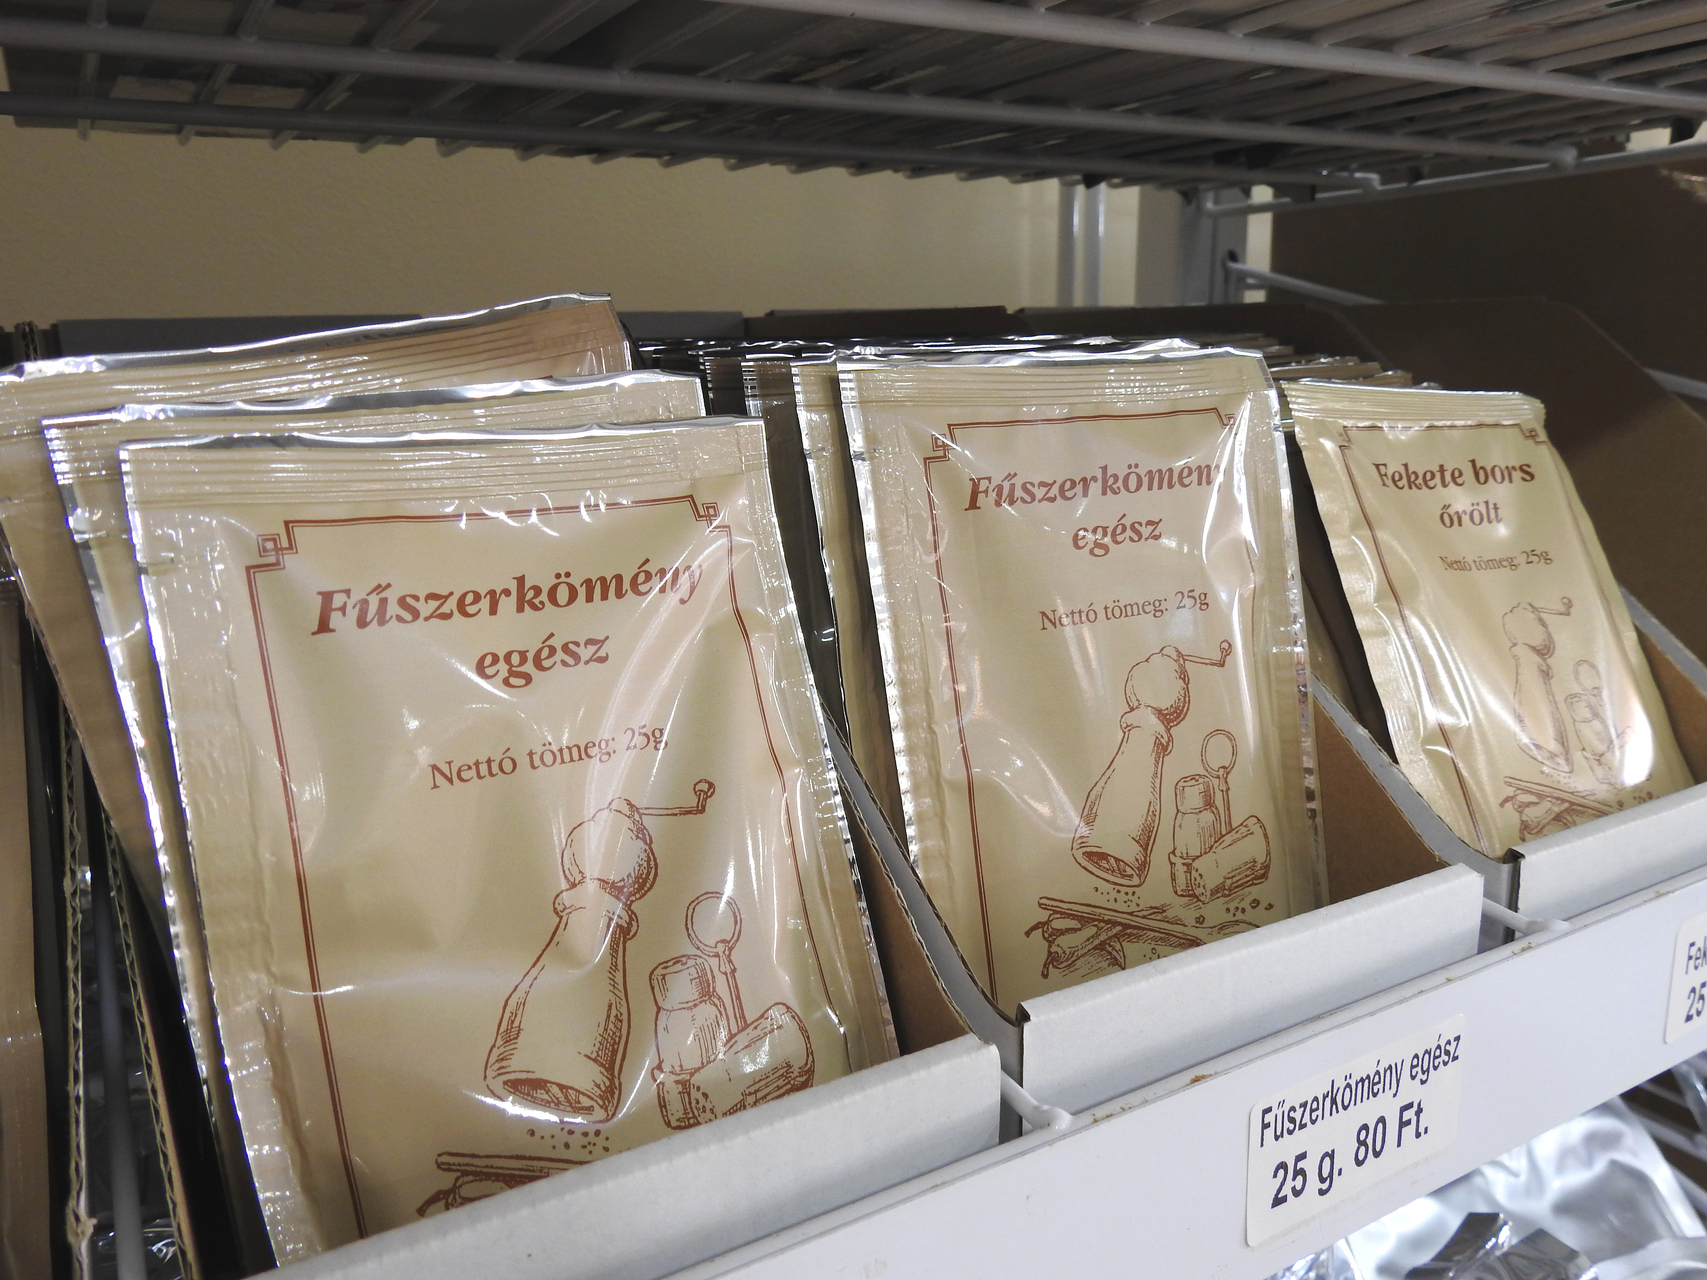 Fűszerkömény
egész
Nettó tömeg: 25g
Fűszerkömény
egész
Nettó tömeg: 25g
Fekete bors
őrölt
Nettó tömeg: 25g
Fűszerkömény egész
25 g. 80 Ft.
25